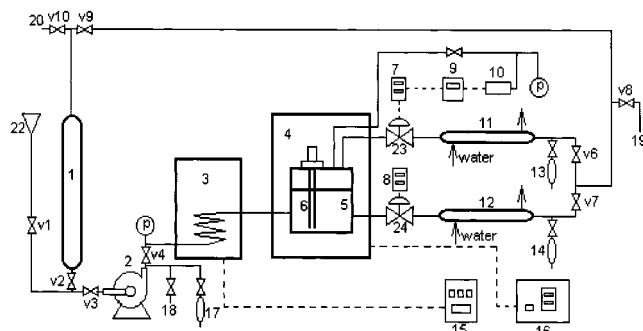 20 v10 v9
7 9 10 p
v8
22 4 11 19
23 v6
water 13
1 3
8
6 5 12 v7
p
v1 24
2 v4 water 14
v2
v3
18 17
15 16